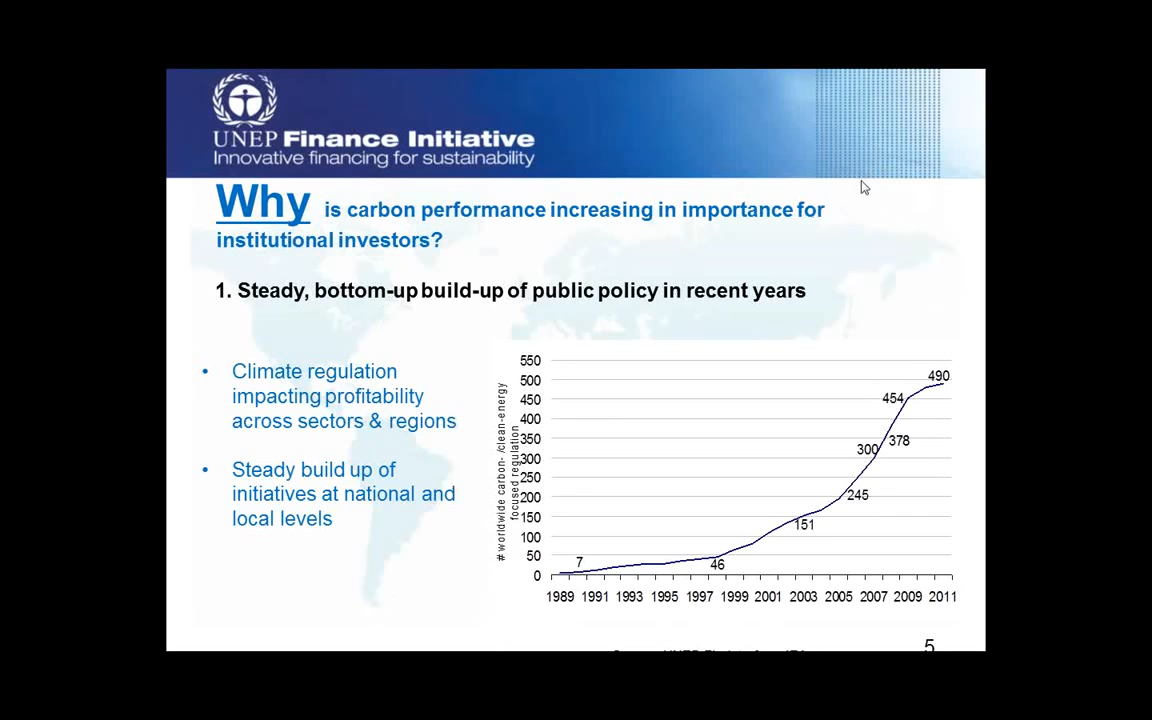 UNEP Finance Initiative
Innovative financing for sustainability
Why is carbon performance increasing in importance for
institutional investors?
1. Steady, bottom-up build-up of public policy in recent years
• Climate regulation
impacting profitability
across sectors & regions
• Steady build up of
initiatives at national and
local levels
# worldwide carbon- /clean-energy
focused regulation
550
500
450
400
350
300
250
200
150
100
50
0
7
46
151
245
300
378
454
490
1989 1991 1993 1995 1997 1999 2001 2003 2005 2007 2009 2011
5